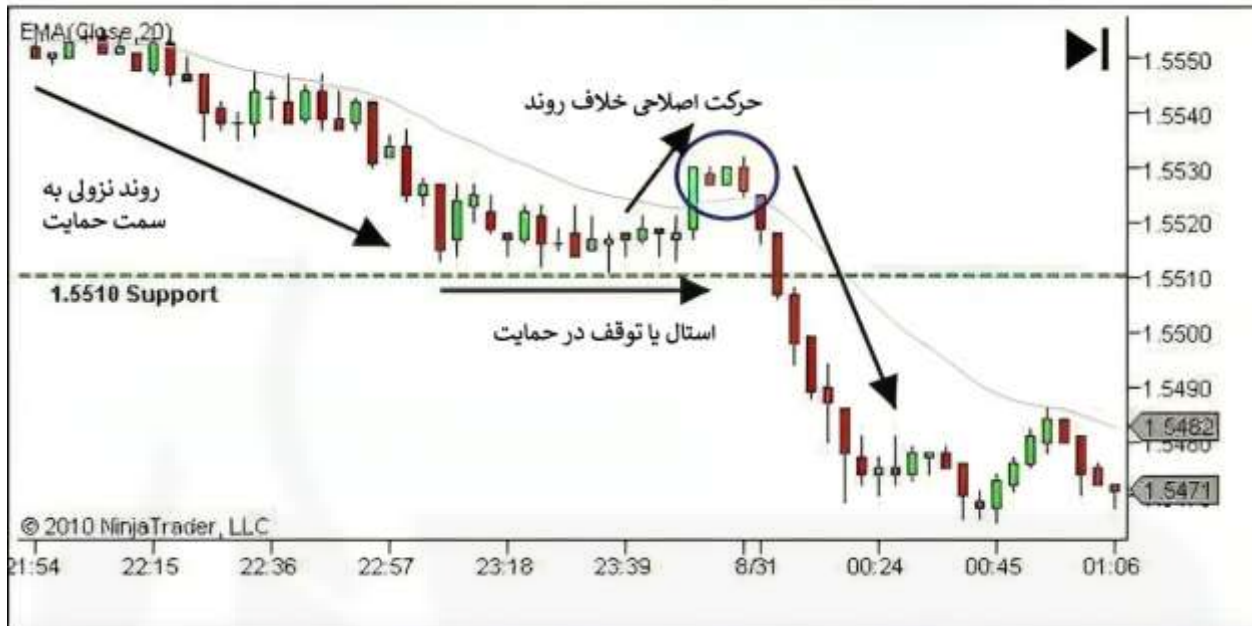 EMA(Close,20)
1.5550
1.5540
حرکت اصلاحی خلاف روند
1.5530
روند نزولی به
سمت حمایت
1.5520
1.5510
1.5510 Support
استال یا توقف در حمایت
1.5500
1.5490
1.5482
1.5480
1.5471
© 2010 NinjaTrader, LLC
21:54 22:15 22:36 22:57 23:18 23:39 8/31 00:24 00:45 01:06